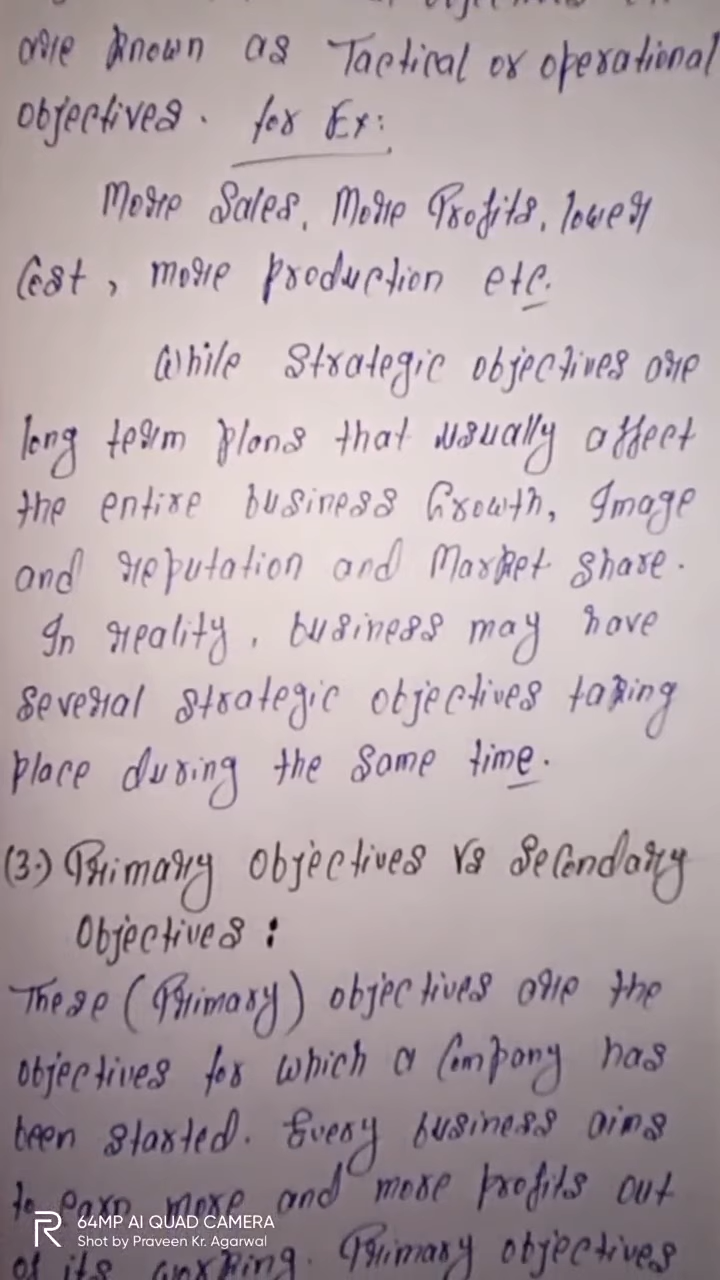 are known as Tactical or operational
objectives. for Ex:
More Sales, More Profits, lower
Cost, more production etc.
While strategic objectives are
long term plans that usually affect
the entire business Growth, Image
and reputation and Market share.
In reality, business may have
several strategic objectives taking
place during the same time.
(3.) Primary Objectives Vs Secondary
Objectives:
These (Primary) objectives are the
objectives for which a Company has
been started. Every business aims
to earn more and more profits out
of its working. Primary objectives
64MP AI QUAD CAMERA
Shot by Praveen Kr. Agarwal